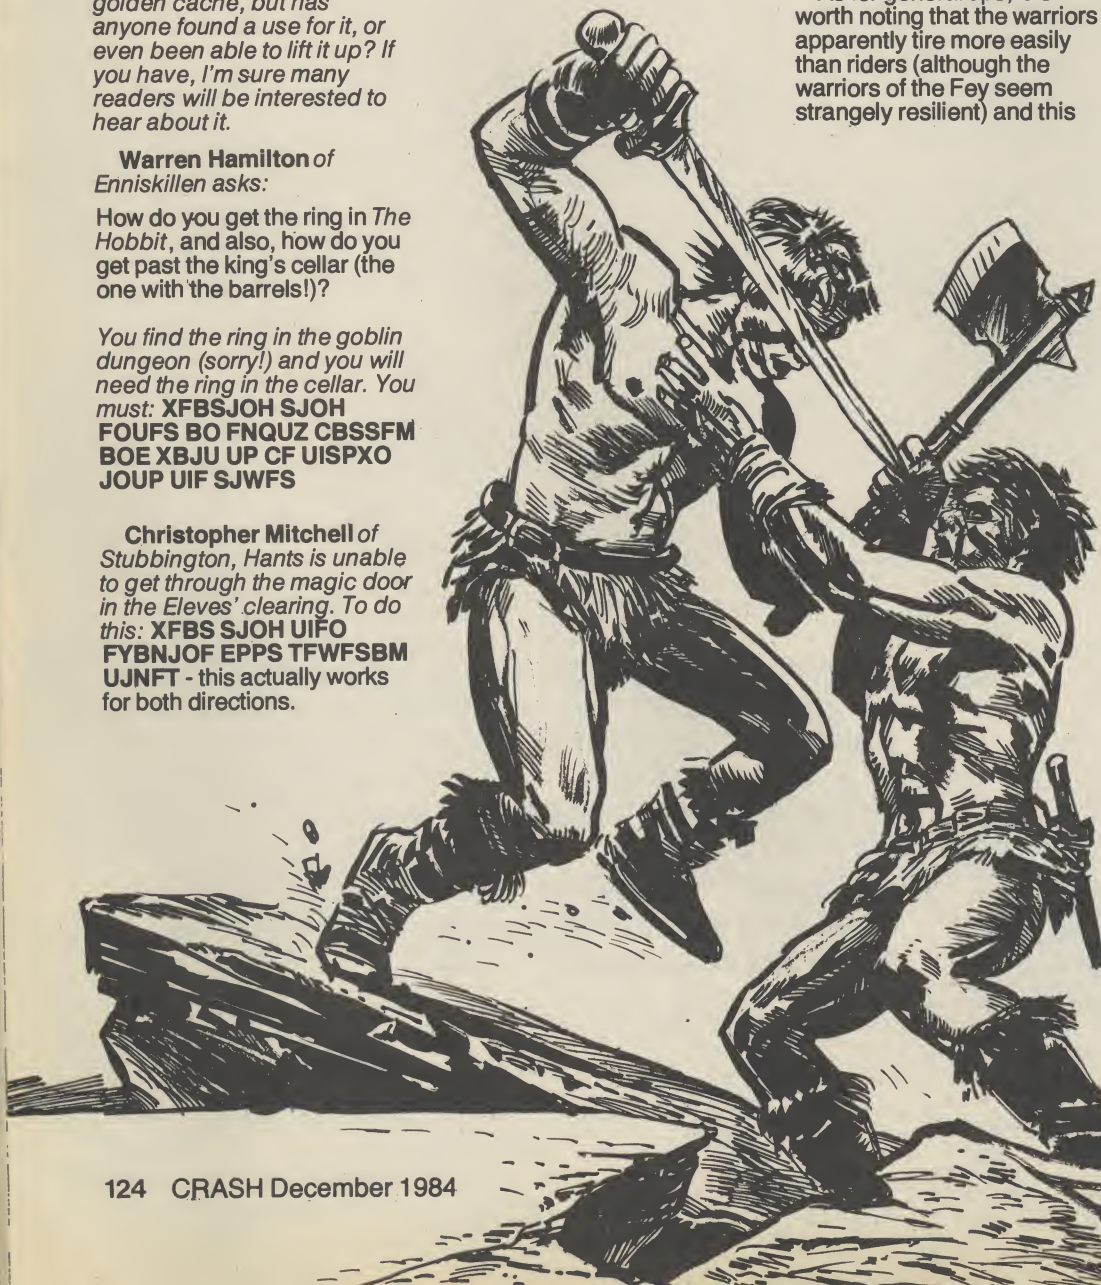 golden cache, but has
anyone found a use for it, or
even been able to lift it up? If
you have, I'm sure many
readers will be interested to
hear about it.
Warren Hamilton of
Enniskillen asks:
How do you get the ring in The
Hobbit, and also, how do you
get past the king's cellar (the
one with the barrels!)?
You find the ring in the goblin
dungeon (sorry!) and you will
need the ring in the cellar. You
must: XFBSJOH SJOH
FOUFS BO FNQUZ CBSSFM
BOE XBJU UP CF UISPXO
JOUP UIF SJWFS
Christopher Mitchell of
Stubbington, Hants is unable
to get through the magic door
in the Eleves' clearing. To do
this: XFBS SJOH UIFO
FYBNJOF EPPS TFWFSBM
UJNFT - this actually works
for both directions.
worth noting that the warriors
apparently tire more easily
than riders (although the
warriors of the Fey seem
strangely resilient) and this
124 CRASH December 1984